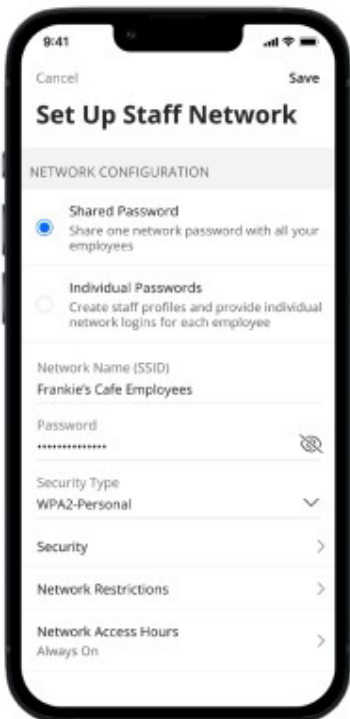 9:41
Cancel
Save
Set Up Staff Network
NETWORK CONFIGURATION
Shared Password
Share one network password with all your
employees
Individual Passwords
Create staff profiles and provide individual
network logins for each employee
Network Name (SSID)
Frankie's Cafe Employees
Password
••••••••••••••
Security Type
WPA2-Personal
Security
Network Restrictions
Network Access Hours
Always On